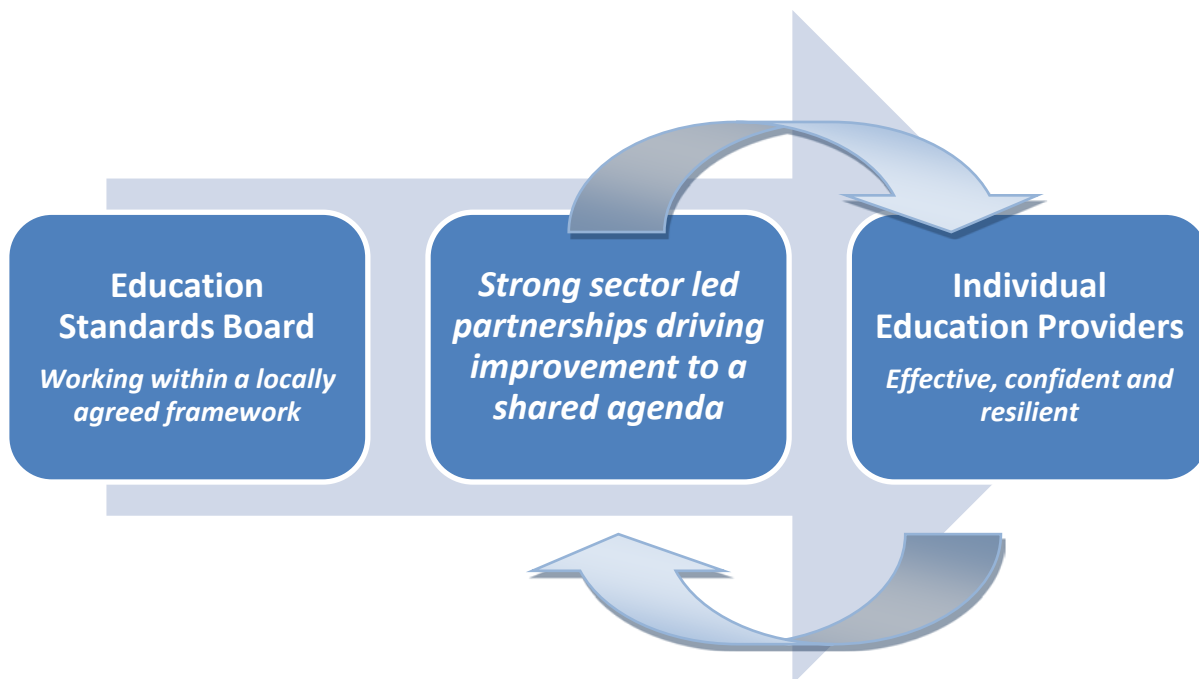 Education
Standards Board
Working within a locally
agreed framework
Strong sector led
partnerships driving
improvement to a
shared agenda
Individual
Education Providers
Effective, confident and
resilient